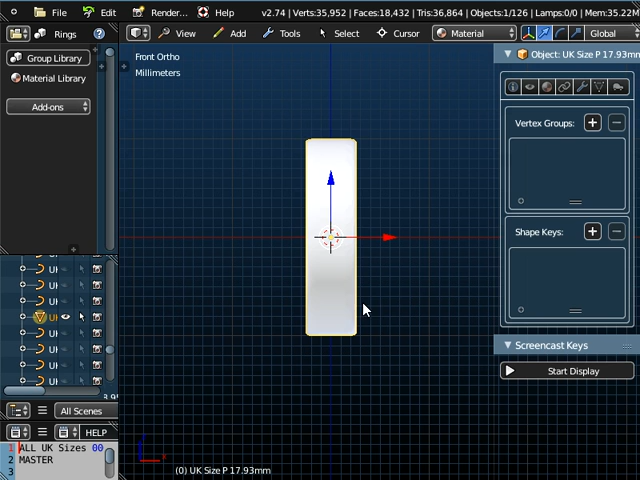 File Edit Render... Help v2.74 | Verts:35,952 | Faces:18,432 | Tris:36,864 | Objects:1/126 | Lamps:0/0 | Mem:35.22M
Rings View Add Tools Select Cursor Material Global
Group Library
Material Library
Add-ons
Front Ortho
Millimeters
Object: UK Size P 17.93mm
Vertex Groups:
Shape Keys:
Screencast Keys
Start Display
All Scenes
HELP
1 ALL UK Sizes 00
2 MASTER
3
x
(0) UK Size P 17.93mm